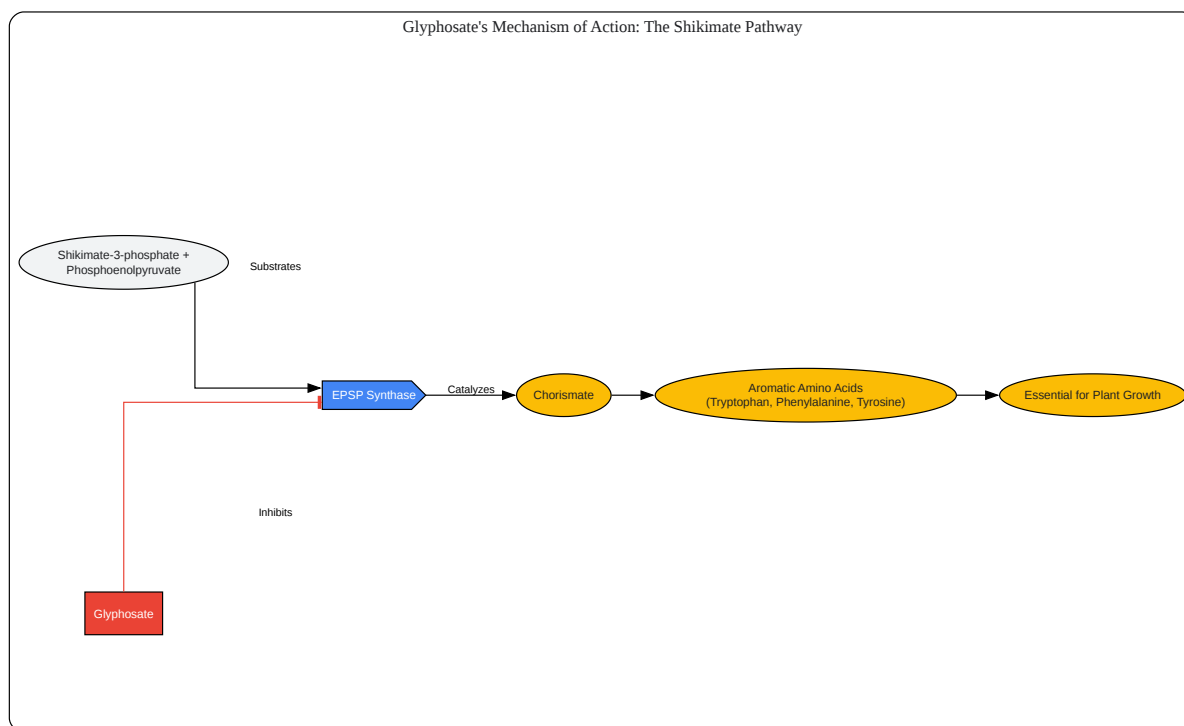 Glyphosate's Mechanism of Action: The Shikimate Pathway
Shikimate-3-phosphate +
Phosphoenolpyruvate
Substrates
EPSP Synthase
Catalyzes
Chorismate
Aromatic Amino Acids
(Tryptophan, Phenylalanine, Tyrosine)
Essential for Plant Growth
Inhibits
Glyphosate